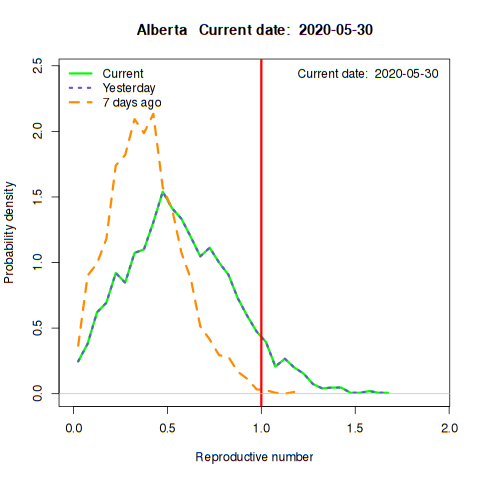 Alberta   Current date:  2020-05-30
Current
Yesterday
7 days ago
Current date:  2020-05-30
Probability density
2.5
2.0
1.5
1.0
0.5
0.0
0.0 0.5 1.0 1.5 2.0
Reproductive number